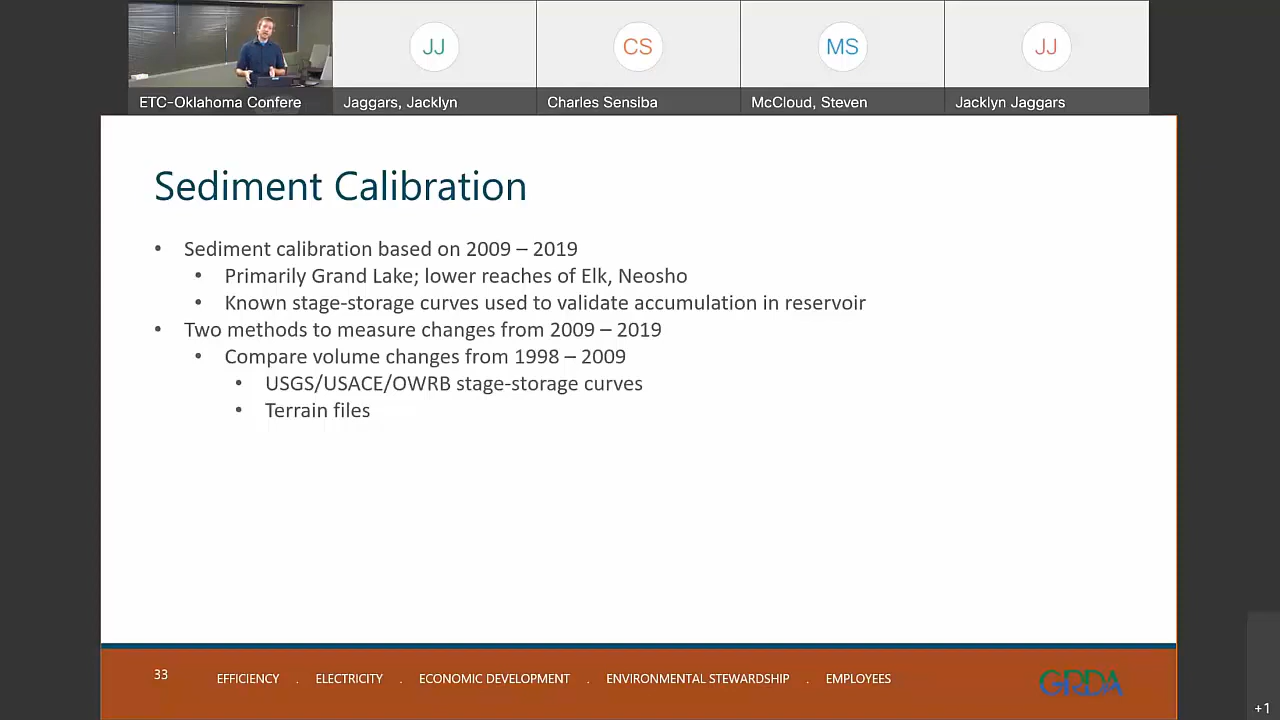 JJ
CS
MS
JJ
ETC-Oklahoma Confere
Jaggars, Jacklyn
Charles Sensiba
McCloud, Steven
Jacklyn Jaggars
Sediment Calibration
• Sediment calibration based on 2009 – 2019
• Primarily Grand Lake; lower reaches of Elk, Neosho
• Known stage-storage curves used to validate accumulation in reservoir
• Two methods to measure changes from 2009 – 2019
• Compare volume changes from 1998 – 2009
• USGS/USACE/OWRB stage-storage curves
• Terrain files
33
EFFICIENCY . ELECTRICITY . ECONOMIC DEVELOPMENT . ENVIRONMENTAL STEWARDSHIP . EMPLOYEES
GRDA
+1